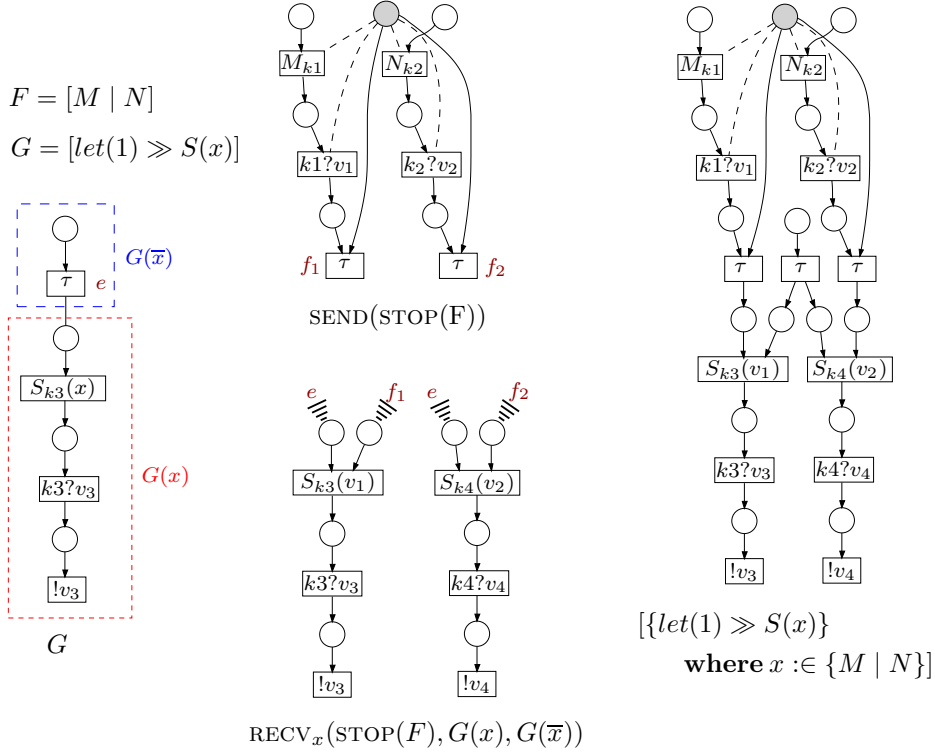 F = [M | N]
G = [let(1) ≫ S(x)]
G(x̅)
τ
e
S_{k3}(x)
G(x)
k3?v_3
!v_3
G
M_{k1}
N_{k2}
k1?v_1
k_2?v_2
f_1
τ
τ
f_2
SEND(STOP(F))
e
f_1
e
f_2
S_{k3}(v_1)
S_{k4}(v_2)
k3?v_3
k4?v_4
!v_3
!v_4
RECV_x(STOP(F), G(x), G(x̅))
M_{k1}
N_{k2}
k1?v_1
k_2?v_2
τ
τ
τ
S_{k3}(v_1)
S_{k4}(v_2)
k3?v_3
k4?v_4
!v_3
!v_4
[{let(1) ≫ S(x)}
where x :∈ {M | N}]